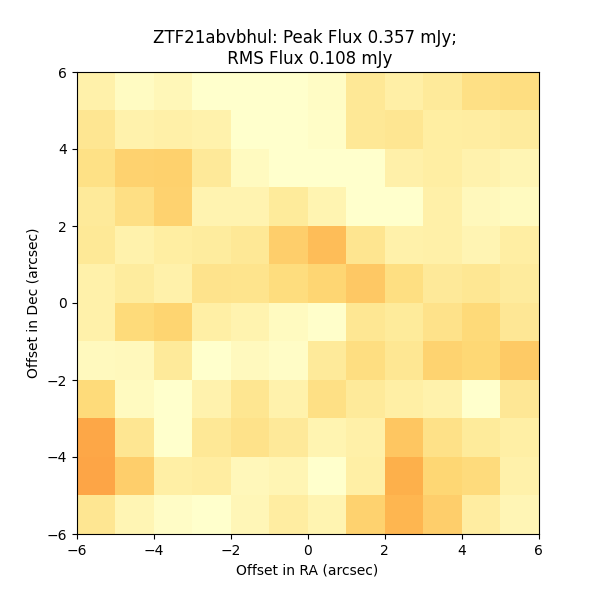 ZTF21abvbhul: Peak Flux 0.357 mJy;
RMS Flux 0.108 mJy
6
4
2
0
−2
−4
−6
Offset in Dec (arcsec)
−6 −4 −2 0 2 4 6
Offset in RA (arcsec)